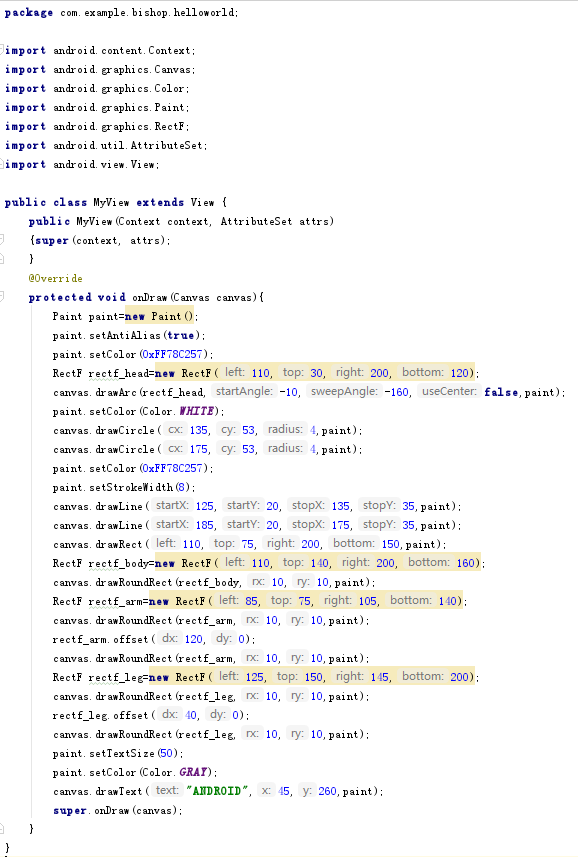 package com.example.bishop.helloworld;
import android.content.Context;
import android.graphics.Canvas;
import android.graphics.Color;
import android.graphics.Paint;
import android.graphics.RectF;
import android.util.AttributeSet;
import android.view.View;
public class MyView extends View {
public MyView(Context context, AttributeSet attrs)
{super(context, attrs);
}
@Override
protected void onDraw(Canvas canvas){
Paint paint=new Paint();
paint.setAntiAlias(true);
paint.setColor(0xFF78C257);
RectF rectf_head=new RectF( left: 110, top: 30, right: 200, bottom: 120);
canvas.drawArc(rectf_head, startAngle: -10, sweepAngle: -160, useCenter: false,paint);
paint.setColor(Color.WHITE);
canvas.drawCircle( cx: 135, cy: 53, radius: 4,paint);
canvas.drawCircle( cx: 175, cy: 53, radius: 4,paint);
paint.setColor(0xFF78C257);
paint.setStrokeWidth(8);
canvas.drawLine( startX: 125, startY: 20, stopX: 135, stopY: 35,paint);
canvas.drawLine( startX: 185, startY: 20, stopX: 175, stopY: 35,paint);
canvas.drawRect( left: 110, top: 75, right: 200, bottom: 150,paint);
RectF rectf_body=new RectF( left: 110, top: 140, right: 200, bottom: 160);
canvas.drawRoundRect(rectf_body, rx: 10, ry: 10,paint);
RectF rectf_arm=new RectF( left: 85, top: 75, right: 105, bottom: 140);
canvas.drawRoundRect(rectf_arm, rx: 10, ry: 10,paint);
rectf_arm.offset( dx: 120, dy: 0);
canvas.drawRoundRect(rectf_arm, rx: 10, ry: 10,paint);
RectF rectf_leg=new RectF( left: 125, top: 150, right: 145, bottom: 200);
canvas.drawRoundRect(rectf_leg, rx: 10, ry: 10,paint);
rectf_leg.offset( dx: 40, dy: 0);
canvas.drawRoundRect(rectf_leg, rx: 10, ry: 10,paint);
paint.setTextSize(50);
paint.setColor(Color.GRAY);
canvas.drawText( text: "ANDROID", x: 45, y: 260,paint);
super.onDraw(canvas);
}
}